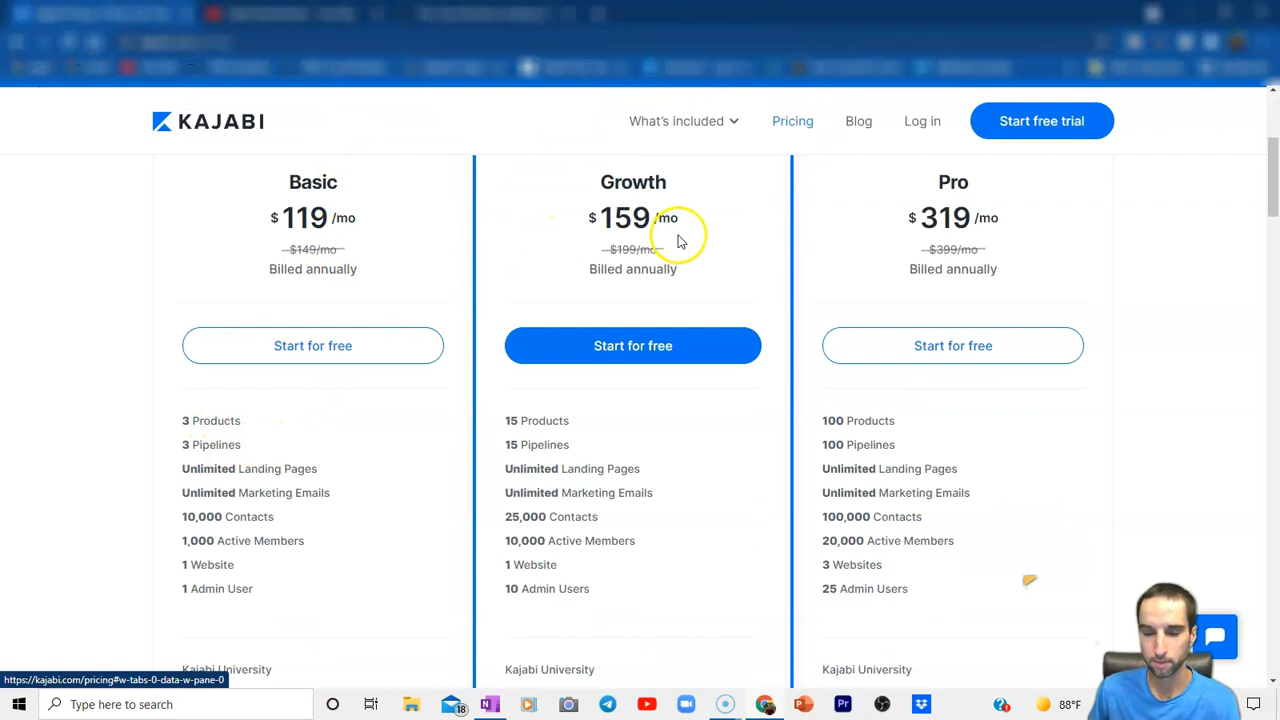 KAJABI
What's included
Pricing
Blog
Log in
Start free trial
Basic
$ 119 /mo
$149/mo
Billed annually
Start for free
3 Products
3 Pipelines
Unlimited Landing Pages
Unlimited Marketing Emails
10,000 Contacts
1,000 Active Members
1 Website
1 Admin User
Kajabi University
Growth
$ 159 /mo
$199/mo
Billed annually
Start for free
15 Products
15 Pipelines
Unlimited Landing Pages
Unlimited Marketing Emails
25,000 Contacts
10,000 Active Members
1 Website
10 Admin Users
Kajabi University
Pro
$ 319 /mo
$399/mo
Billed annually
Start for free
100 Products
100 Pipelines
Unlimited Landing Pages
Unlimited Marketing Emails
100,000 Contacts
20,000 Active Members
3 Websites
25 Admin Users
Kajabi University
https://kajabi.com/pricing#w-tabs-0-data-w-pane-0
Type here to search
18
88°F